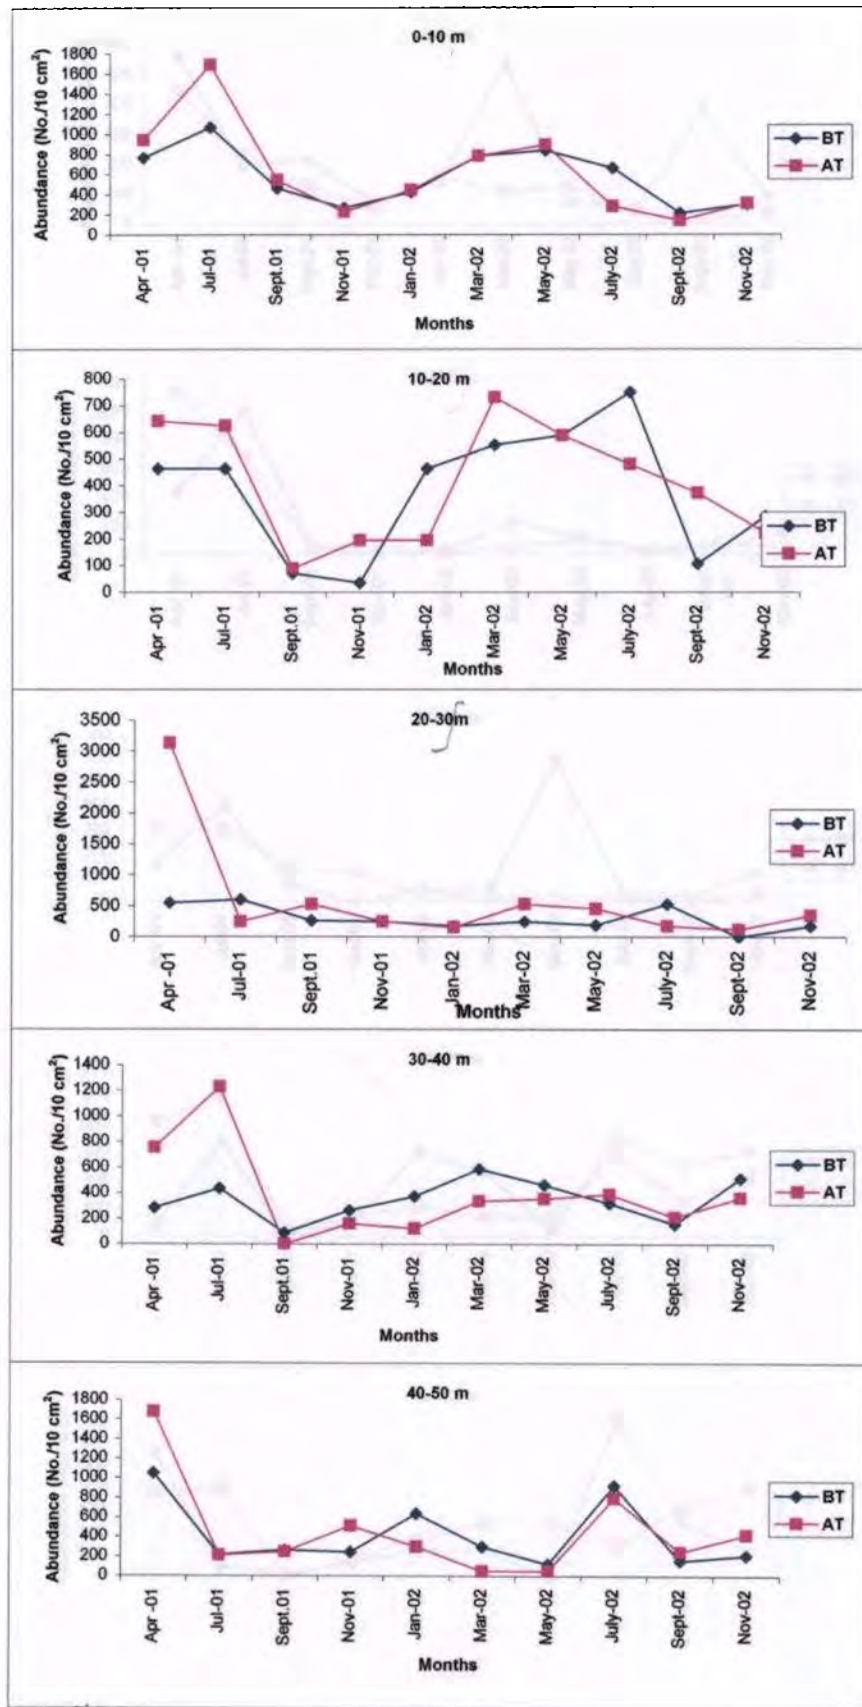 0-10 m
Abundance (No./10 cm²)
1800
1600
1400
1200
1000
800
600
400
200
0
Apr -01
Jul-01
Sept.01
Nov-01
Jan-02
Mar-02
May-02
July-02
Sept-02
Nov-02
Months
BT
AT
10-20 m
Abundance (No./10 cm²)
800
700
600
500
400
300
200
100
0
Apr -01
Jul-01
Sept.01
Nov-01
Jan-02
Mar-02
May-02
July-02
Sept-02
Nov-02
Months
BT
AT
20-30m
Abundance (No./10 cm²)
3500
3000
2500
2000
1500
1000
500
0
Apr -01
Jul-01
Sept.01
Nov-01
Jan-02
Mar-02
May-02
July-02
Sept-02
Nov-02
Months
BT
AT
30-40 m
Abundance (No./10 cm²)
1400
1200
1000
800
600
400
200
0
Apr -01
Jul-01
Sept.01
Nov-01
Jan-02
Mar-02
May-02
July-02
Sept-02
Nov-02
Months
BT
AT
40-50 m
Abundance (No./10 cm²)
1800
1600
1400
1200
1000
800
600
400
200
0
Apr -01
Jul-01
Sept.01
Nov-01
Jan-02
Mar-02
May-02
July-02
Sept-02
Nov-02
Months
BT
AT